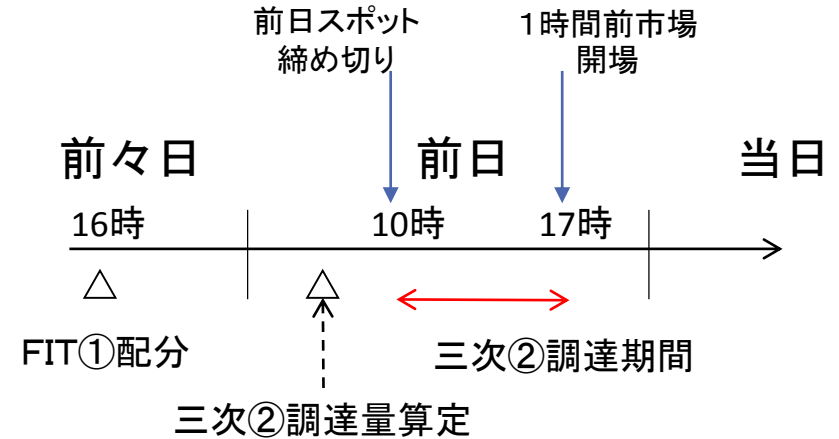 前日スポット
締め切り
１時間前市場
開場
前々日
前日
当日
16時
10時
17時
FIT①配分
三次②調達期間
三次②調達量算定